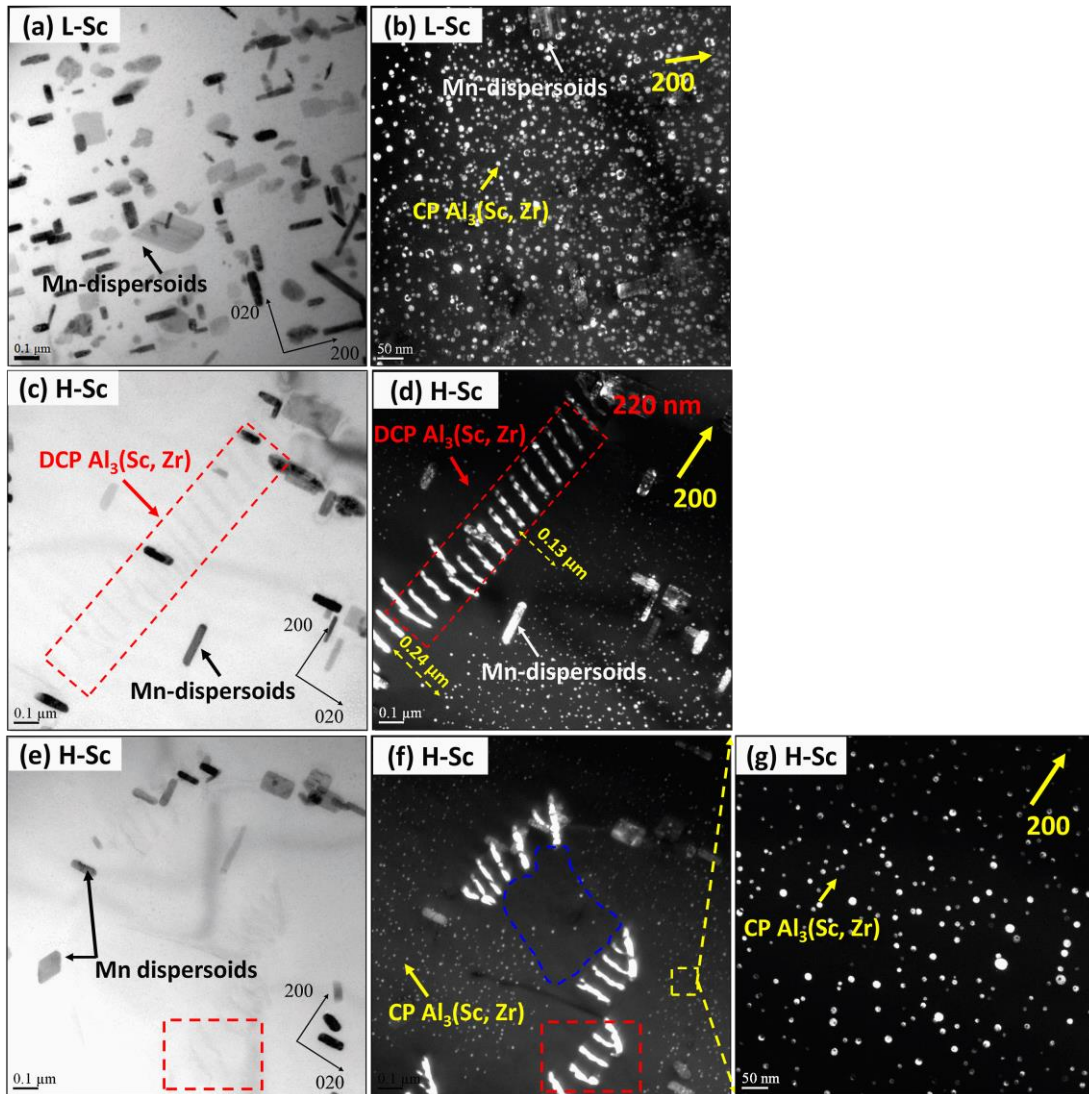 (a) L-Sc
Mn-dispersoids
020
200
0.1 µm
(b) L-Sc
Mn-dispersoids
200
CP Al₃(Sc, Zr)
50 nm
(c) H-Sc
DCP Al₃(Sc, Zr)
200
Mn-dispersoids
020
0.1 µm
(d) H-Sc
220 nm
DCP Al₃(Sc, Zr)
200
0.13 µm
Mn-dispersoids
0.24 µm
0.1 µm
(e) H-Sc
Mn dispersoids
200
020
0.1 µm
(f) H-Sc
CP Al₃(Sc, Zr)
0.1 µm
(g) H-Sc
200
CP Al₃(Sc, Zr)
50 nm